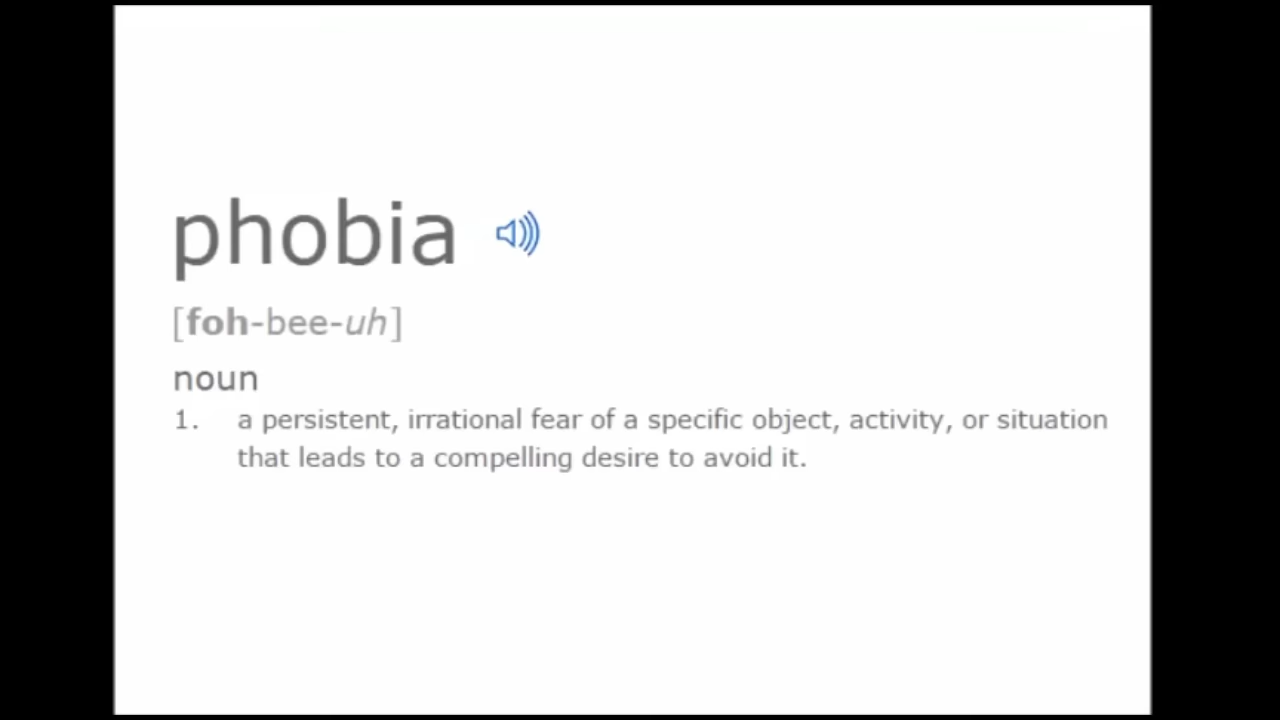 phobia
[foh-bee-uh]
noun
1. a persistent, irrational fear of a specific object, activity, or situation
that leads to a compelling desire to avoid it.